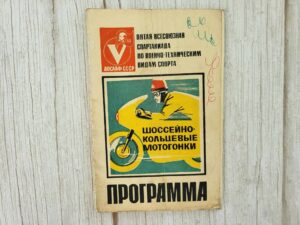 V
ДОСААФ СССР
ПЯТАЯ ВСЕСОЮЗНАЯ
СПАРТАКИАДА
ПО ВОЕННО-ТЕХНИЧЕСКИМ
ВИДАМ СПОРТА
ШОССЕЙНО-
КОЛЬЦЕВЫЕ
МОТОГОНКИ
ПРОГРАММА